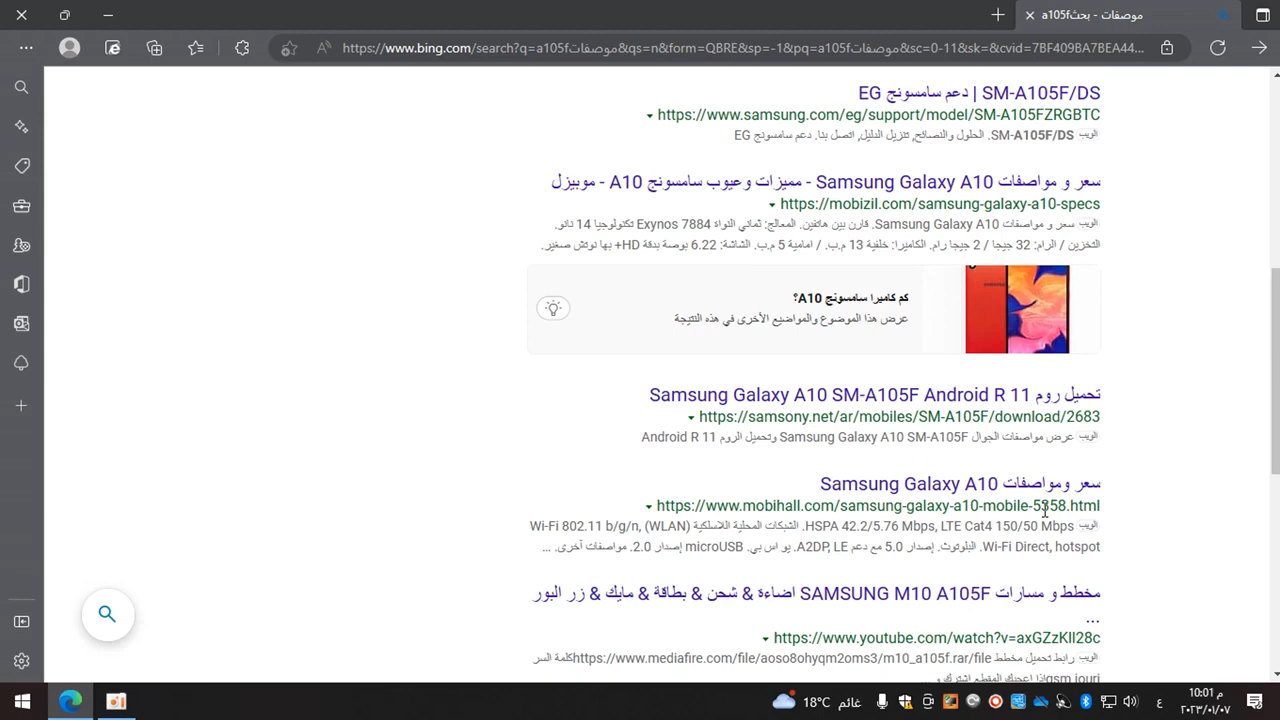 موصفات - بحثa105f
https://www.bing.com/search?q=a105fموصفات&qs=n&form=QBRE&sp=-1&pq=a105fموصفات&sc=0-11&sk=&cvid=7BF409BA7BEA44...
SM-A105F/DS | دعم سامسونج EG
https://www.samsung.com/eg/support/model/SM-A105FZRGBTC
الويب SM-A105F/DS. الحلول والنصائح, تنزيل الدليل, اتصل بنا. دعم سامسونج EG
سعر و مواصفات Samsung Galaxy A10 - مميزات وعيوب سامسونج A10 - موبيزل
https://mobizil.com/samsung-galaxy-a10-specs
الويب سعر و مواصفات Samsung Galaxy A10. قارن بين هاتفين. المعالج: ثماني النواة Exynos 7884 تكنولوجيا 14 نانو.
التخزين / الرام: 32 جيجا / 2 جيجا رام. الكاميرا: خلفية 13 م.ب. / امامية 5 م.ب. الشاشة: 6.22 بوصة بدقة HD+ بها نوتش صغير.
كم كاميرا سامسونج A10؟
عرض هذا الموضوع والمواضيع الأخرى في هذه النتيجة
تحميل روم Samsung Galaxy A10 SM-A105F Android R 11
https://samsony.net/ar/mobiles/SM-A105F/download/2683
الويب عرض مواصفات الجوال Samsung Galaxy A10 SM-A105F وتحميل الروم Android R 11
سعر ومواصفات Samsung Galaxy A10
https://www.mobihall.com/samsung-galaxy-a10-mobile-5358.html
الويب HSPA 42.2/5.76 Mbps, LTE Cat4 150/50 Mbps. الشبكات المحلية اللاسلكية (WLAN) Wi-Fi 802.11 b/g/n,
Wi-Fi Direct, hotspot. البلوتوث. إصدار 5.0 مع دعم A2DP, LE. يو اس بي. microUSB إصدار 2.0. مواصفات آخرى. ...
مخطط و مسارات SAMSUNG M10 A105F اضاءة & شحن & بطاقة & مايك & زر البور
...
https://www.youtube.com/watch?v=axGZzKIl28c
الويب رابط تحميل مخطط https://www.mediafire.com/file/aoso8ohyqm2oms3/m10_a105f.rar/file كلمة السر
gsm jouriاذا اعجبك المقطع اشترك و ...
18°C غائم
ع
10:01 م
٢٠٢٣/٠١/٠٧